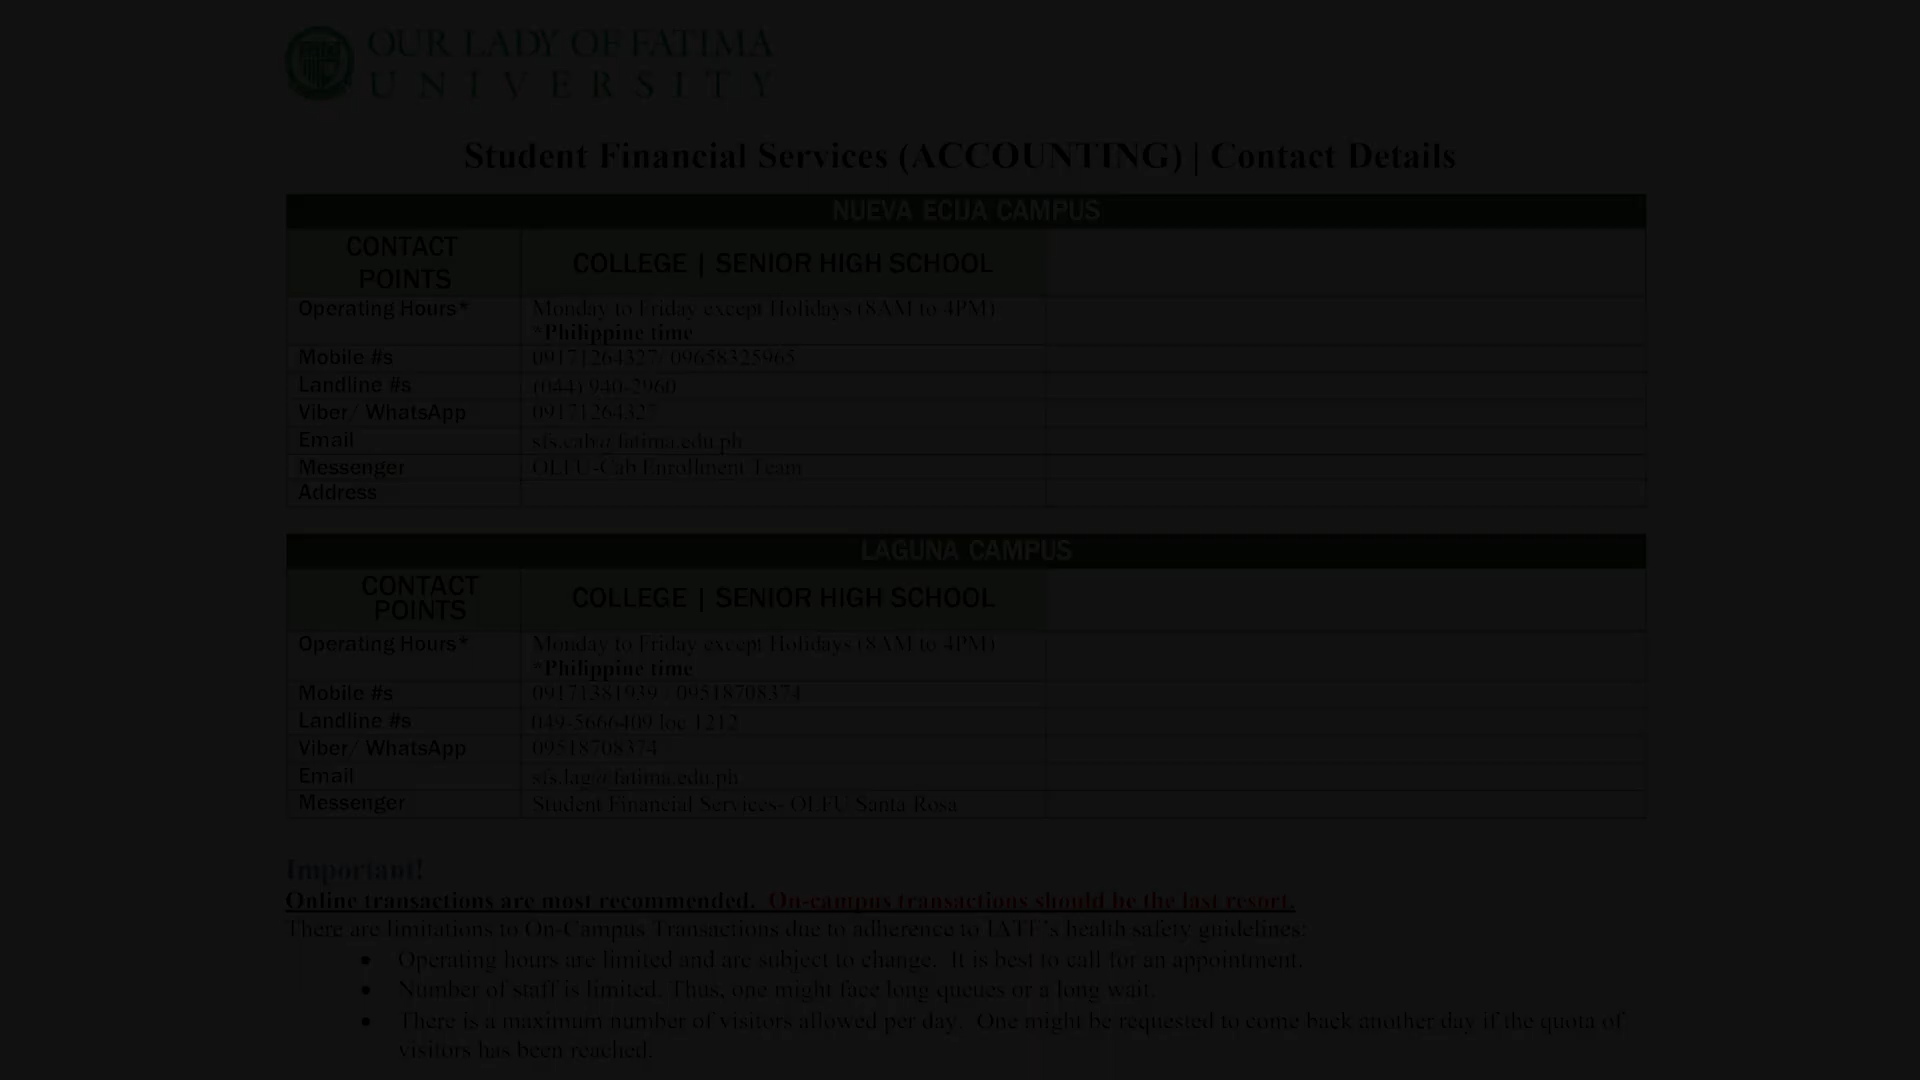 OUR LADY OF FATIMA
UNIVERSITY
Student Financial Services (ACCOUNTING) | Contact Details
NUEVA ECIJA CAMPUS
CONTACT
POINTS
COLLEGE | SENIOR HIGH SCHOOL
Operating Hours*
Monday to Friday except Holidays (8AM to 4PM)
*Philippine time
Mobile #s
09171264327/ 09658325965
Landline #s
(044) 940-2960
Viber/ WhatsApp
09171264327
Email
sfs.cab@fatima.edu.ph
Messenger
OLFU-Cab Enrollment Team
Address
LAGUNA CAMPUS
CONTACT
POINTS
COLLEGE | SENIOR HIGH SCHOOL
Operating Hours*
Monday to Friday except Holidays (8AM to 4PM)
*Philippine time
Mobile #s
09171381939 / 09518708374
Landline #s
049-5666409 loc 1212
Viber/ WhatsApp
09518708374
Email
sfs.lag@fatima.edu.ph
Messenger
Student Financial Services- OLFU Santa Rosa
Important!
Online transactions are most recommended. On-campus transactions should be the last resort.
There are limitations to On-Campus Transactions due to adherence to IATF's health safety guidelines:
• Operating hours are limited and are subject to change. It is best to call for an appointment.
• Number of staff is limited. Thus, one might face long queues or a long wait.
• There is a maximum number of visitors allowed per day. One might be requested to come back another day if the quota of
visitors has been reached.